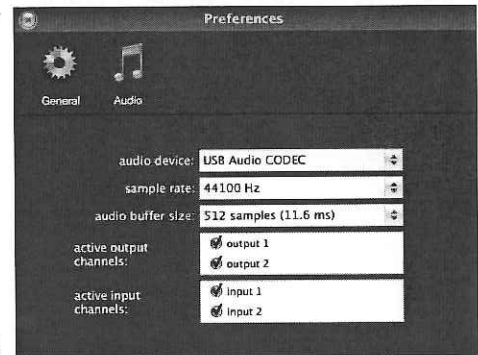 Preferences
General Audio
audio device: USB Audio CODEC
sample rate: 44100 Hz
audio buffer size: 512 samples (11.6 ms)
active output channels: output 1
output 2
active input channels: input 1
input 2